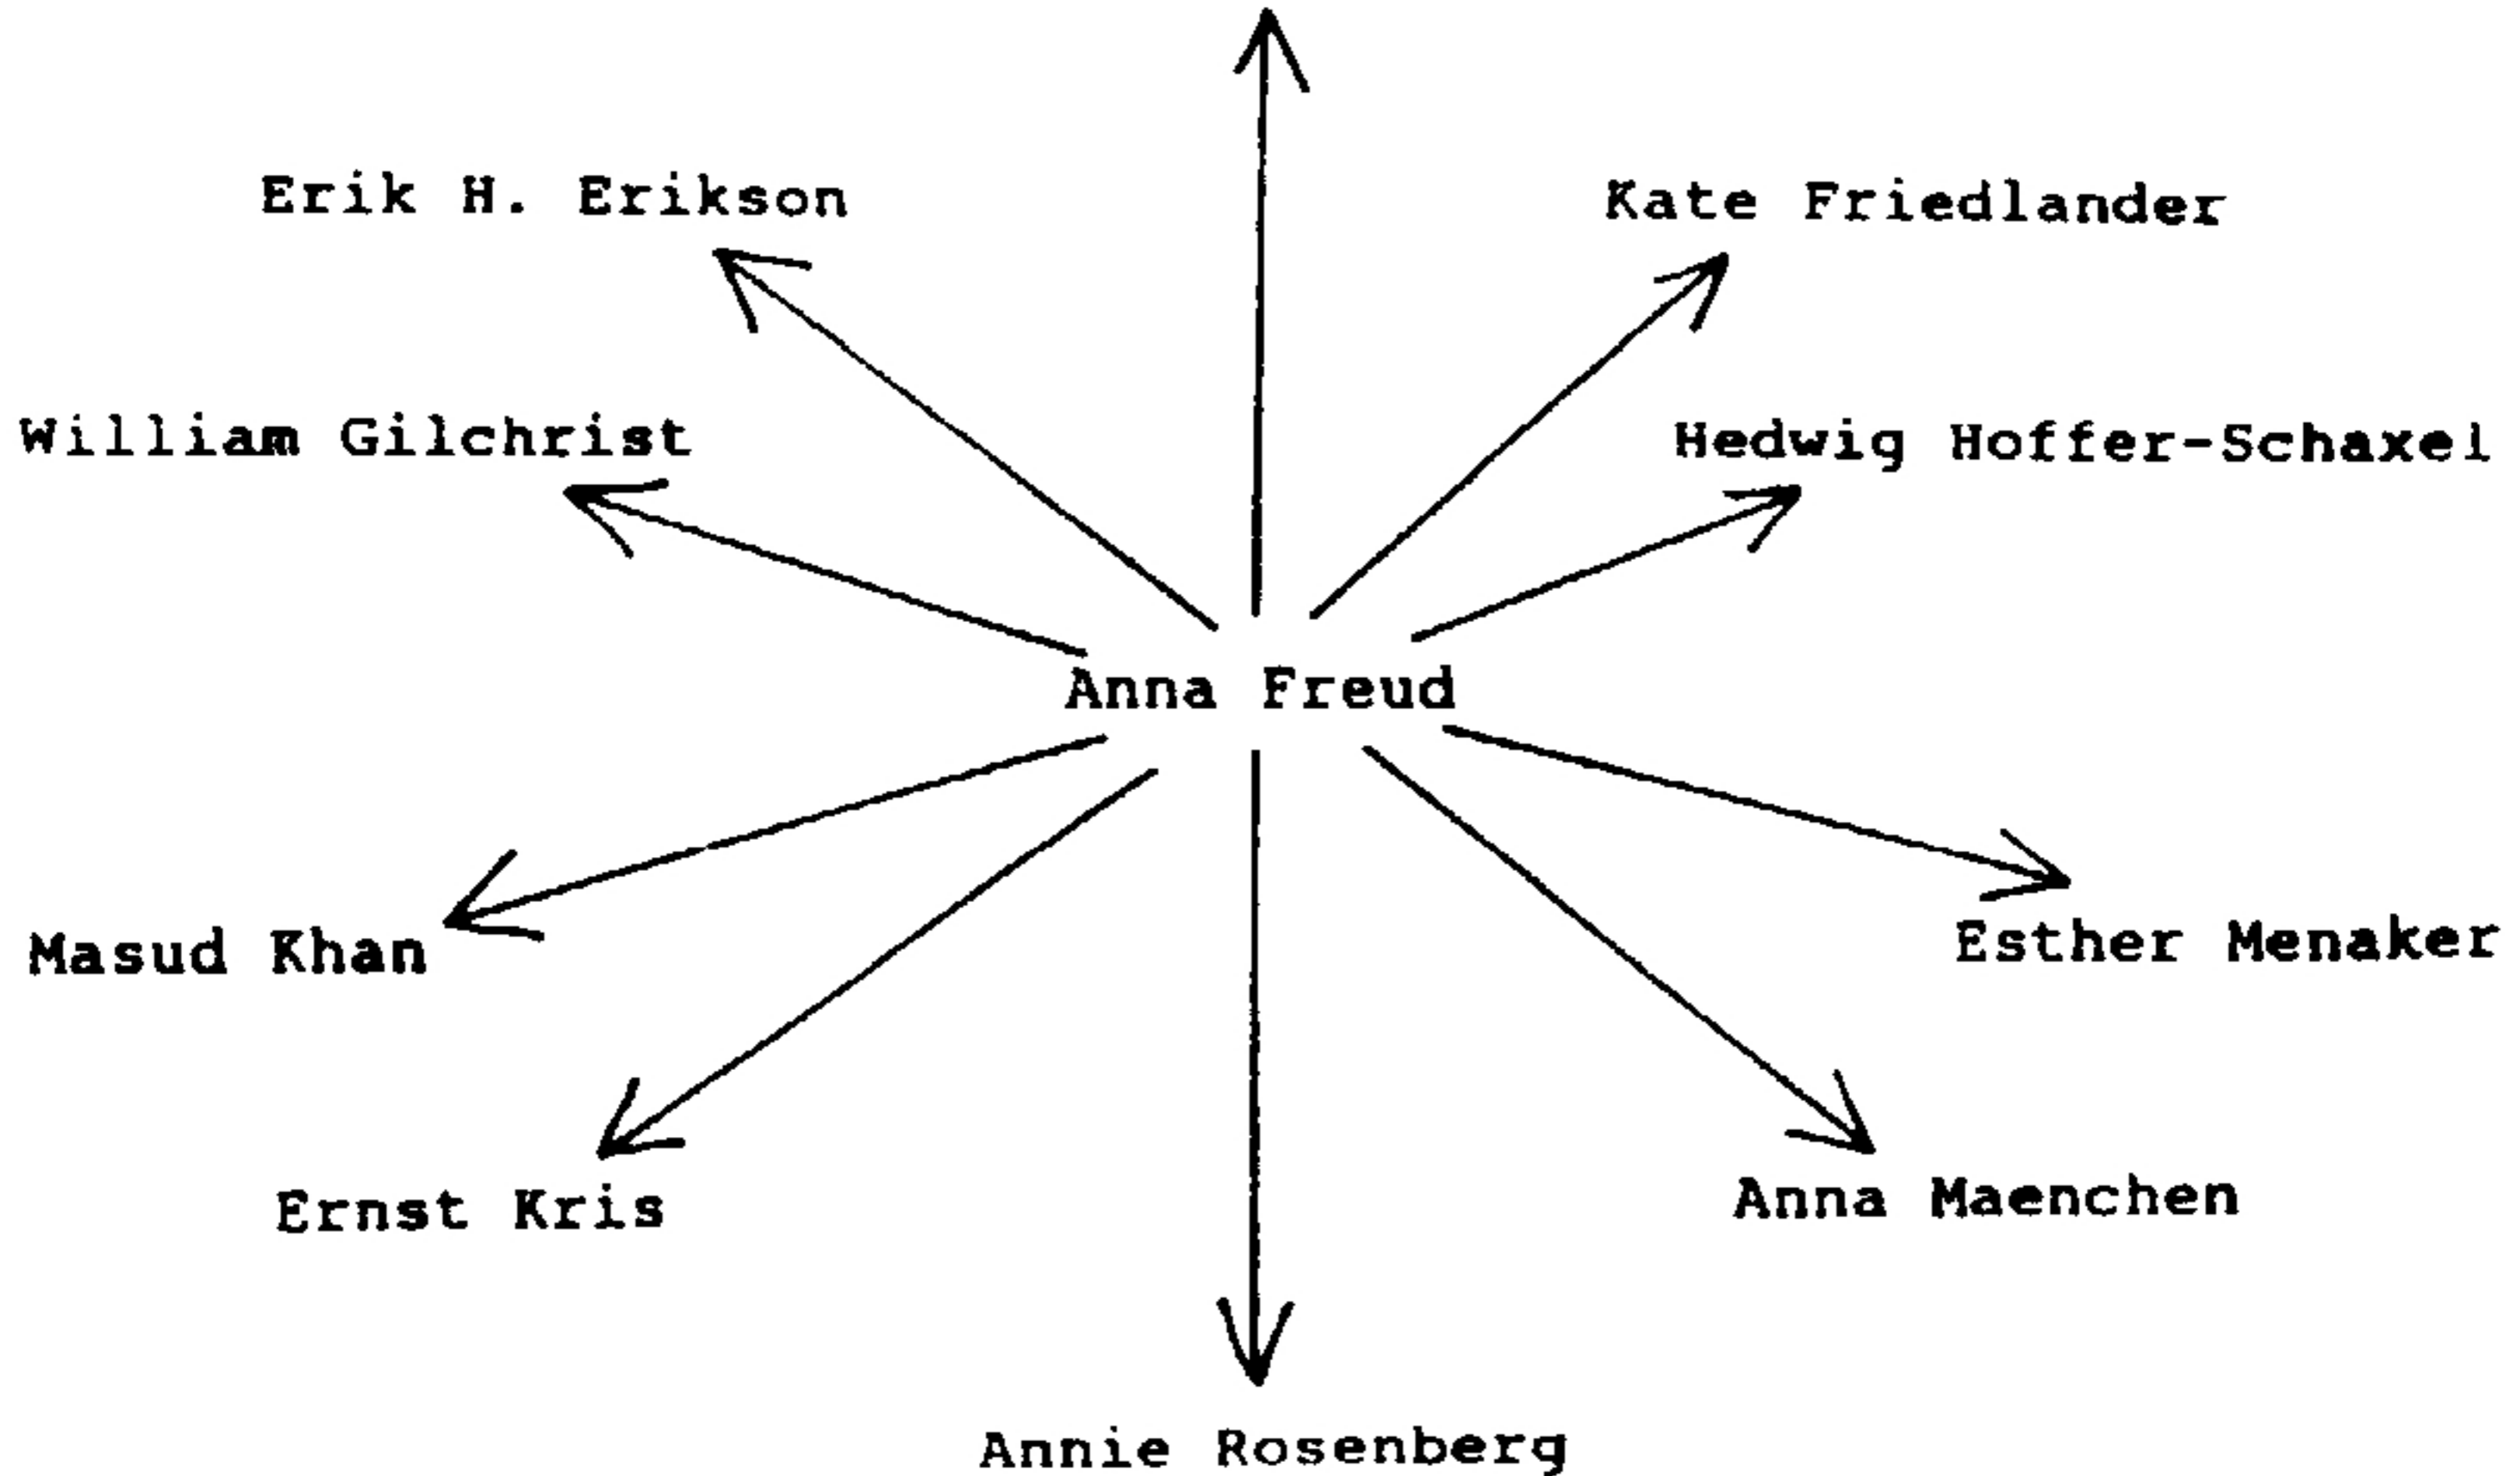 Erik H. Erikson
Kate Friedlander
William Gilchrist
Hedwig Hoffer-Schaxel
Anna Freud
Masud Khan
Esther Menaker
Ernst Kris
Anna Maenchen
Annie Rosenberg